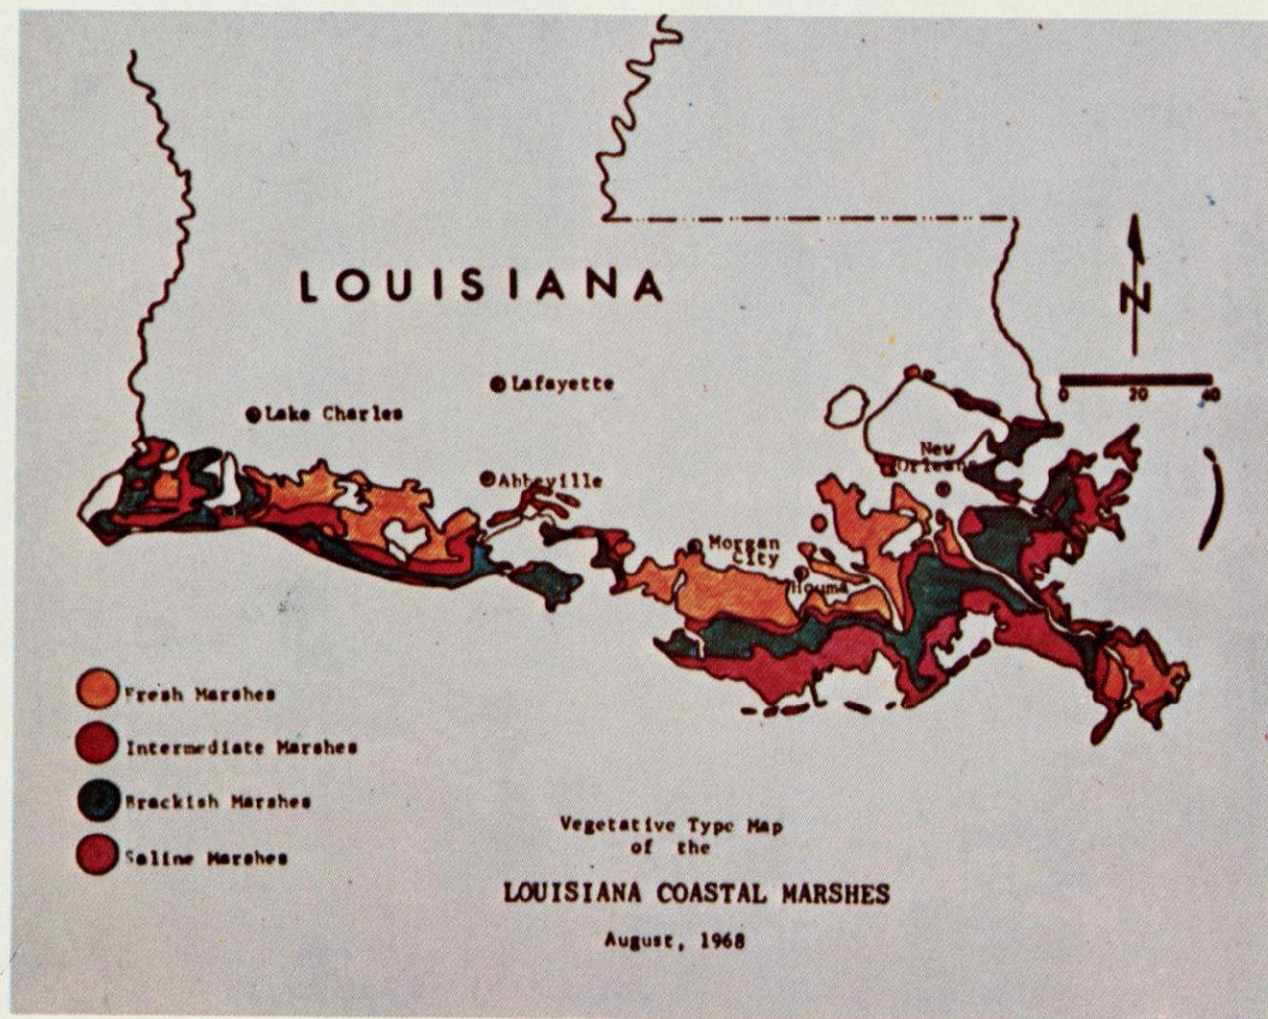 LOUISIANA
N
0 20 40
Lafayette
Lake Charles
New
Orleans
Abbeville
Morgan
City
Houma
Fresh Marshes
Intermediate Marshes
Brackish Marshes
Saline Marshes
Vegetative Type Map
of the
LOUISIANA COASTAL MARSHES
August, 1968